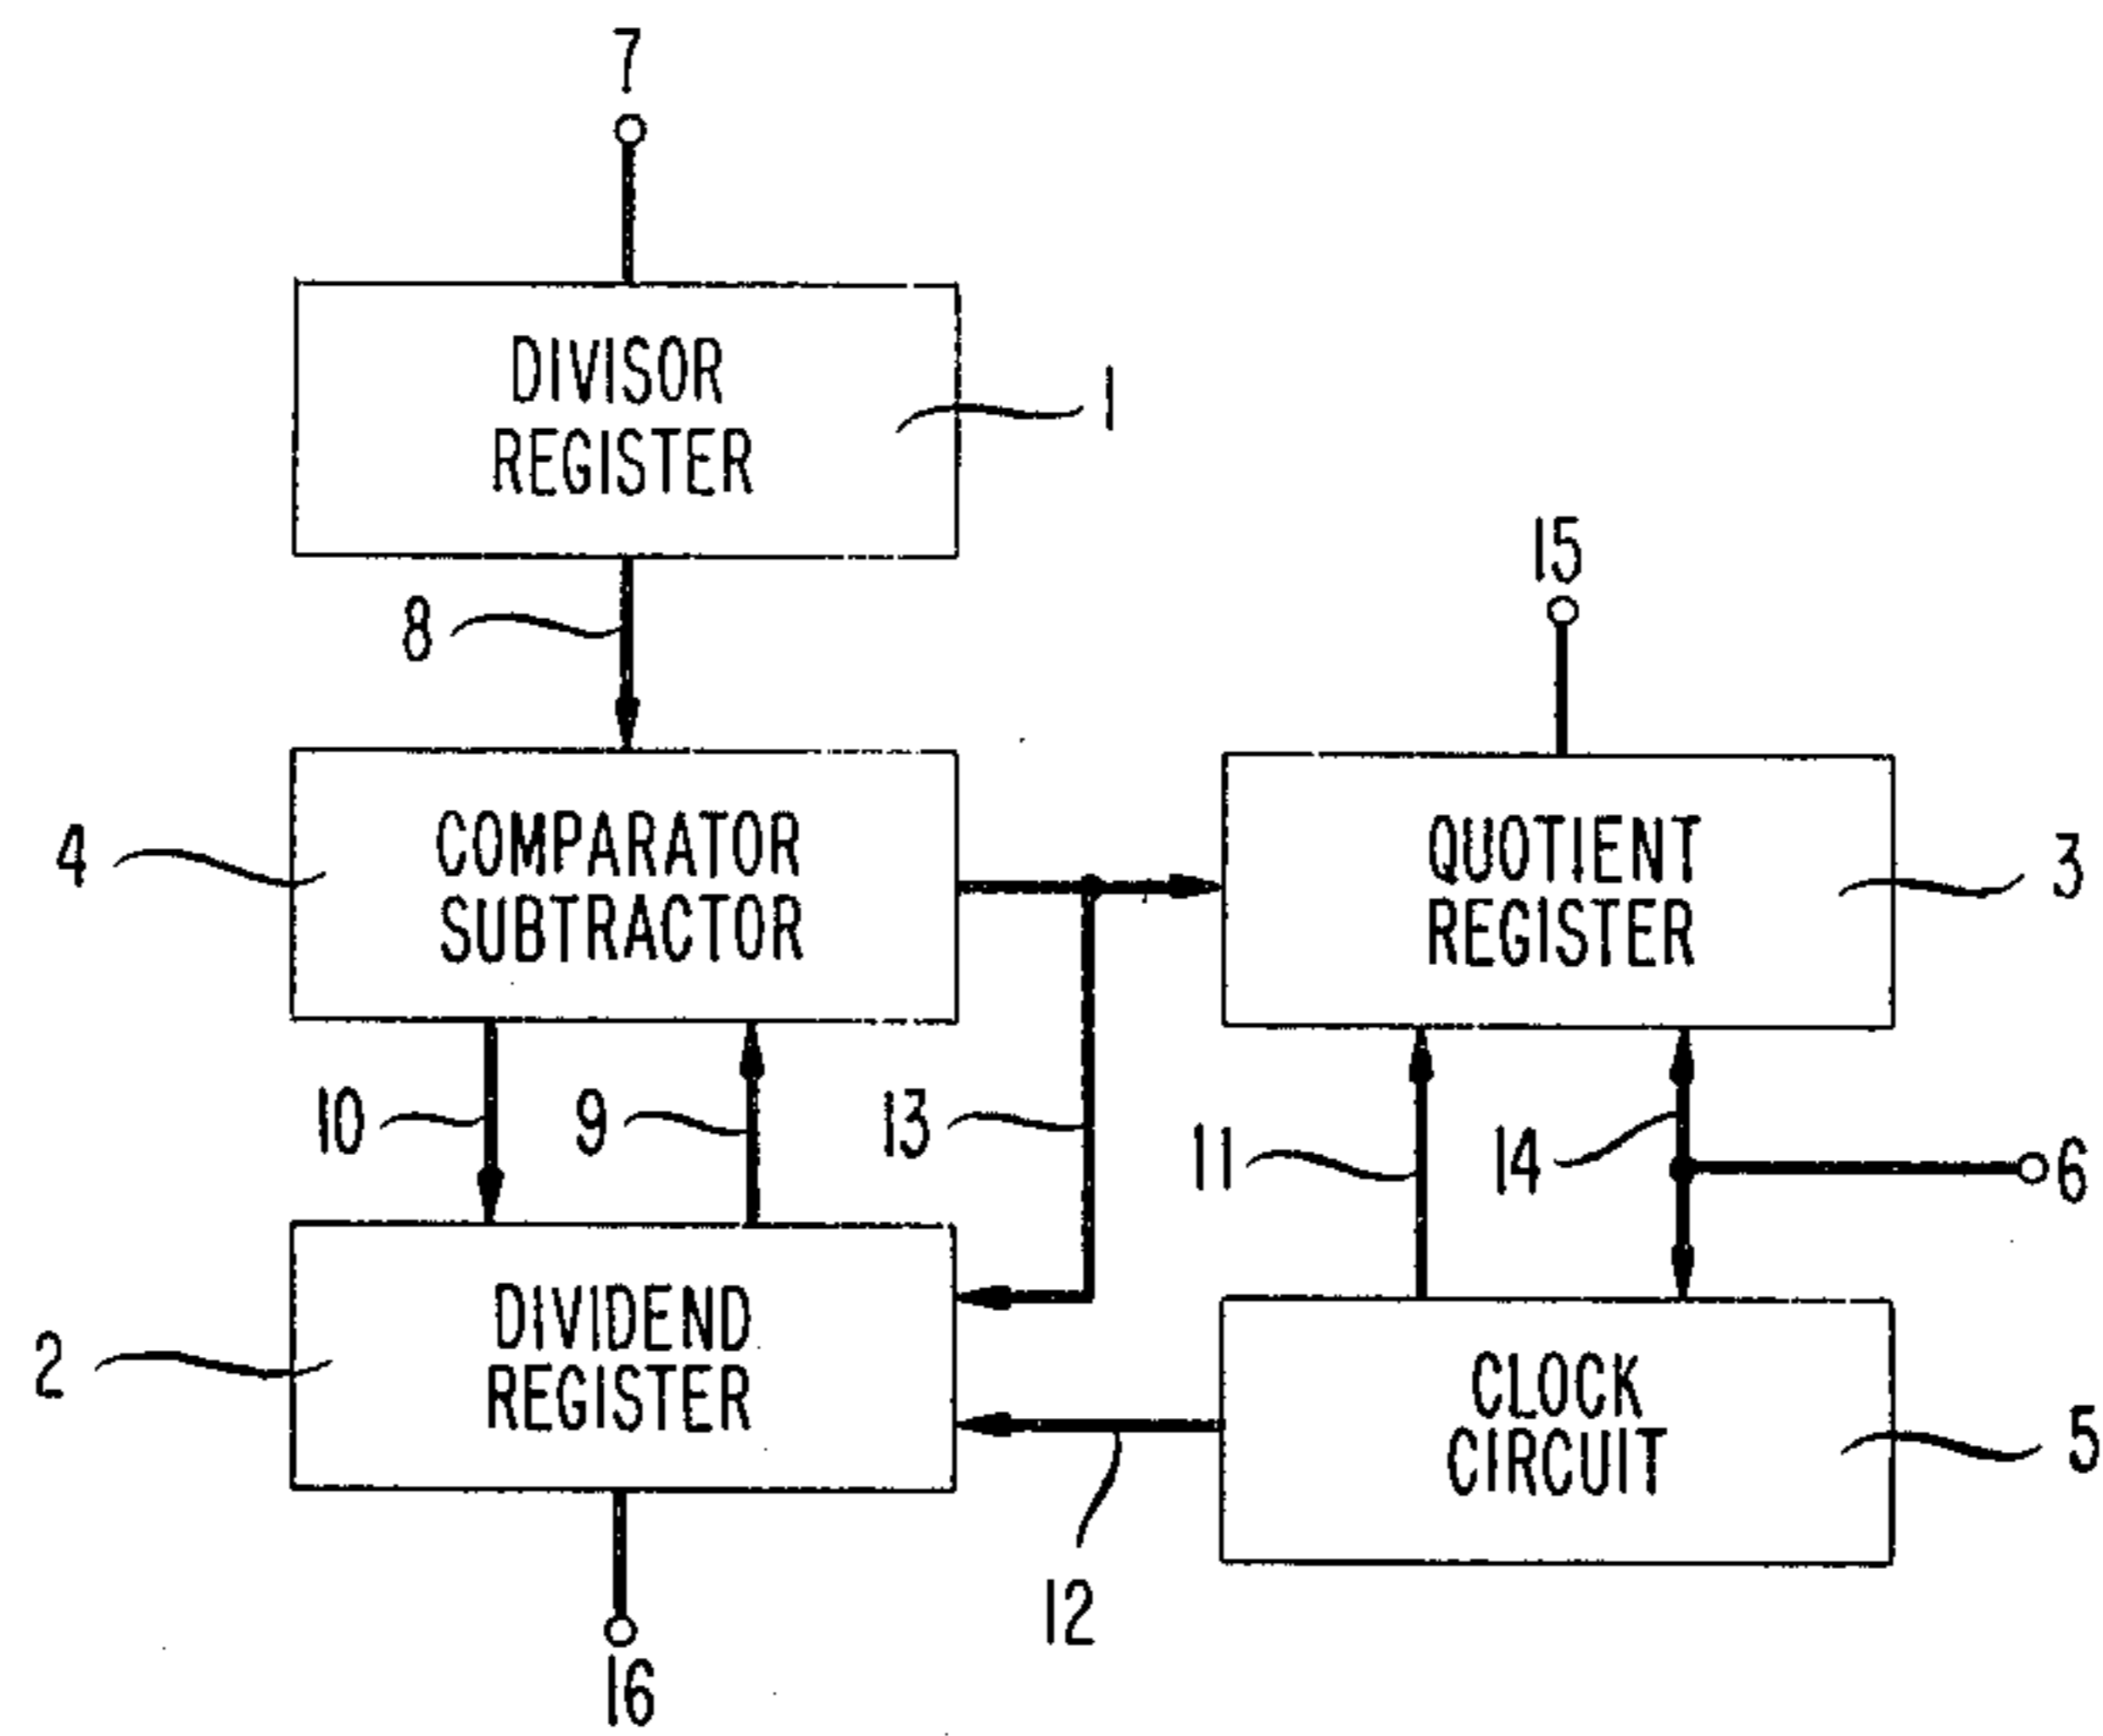 7
DIVISOR
REGISTER
1
8
15
4
COMPARATOR
SUBTRACTOR
QUOTIENT
REGISTER
3
10
9
13
11
14
6
2
DIVIDEND
REGISTER
CLOCK
CIRCUIT
5
12
16